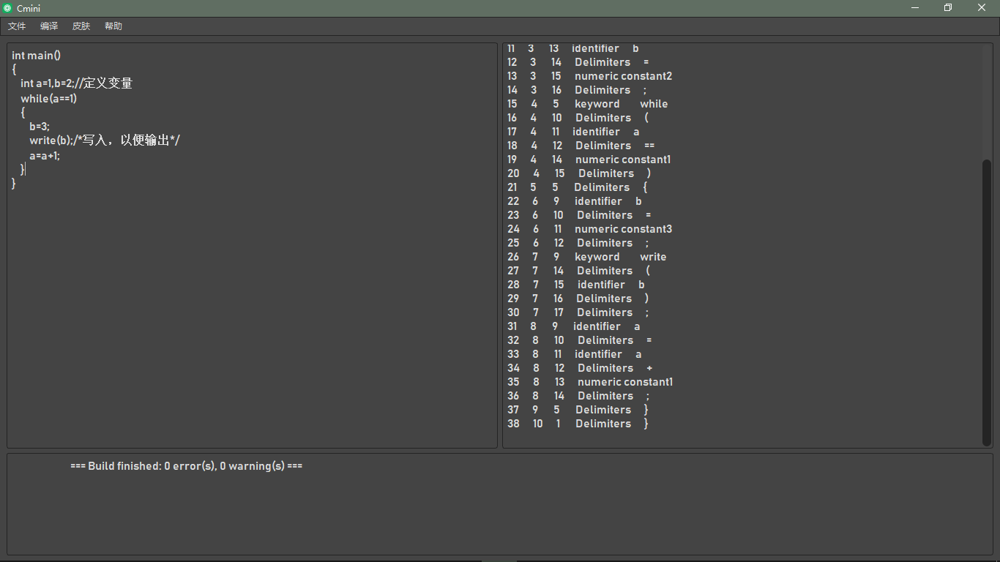 Cmini
文件 编译 皮肤 帮助
int main()
{
int a=1,b=2;//定义变量
while(a==1)
{
b=3;
write(b);/*写入，以便输出*/
a=a+1;
}
}
11 3 13 identifier b
12 3 14 Delimiters =
13 3 15 numeric constant2
14 3 16 Delimiters ;
15 4 5 keyword while
16 4 10 Delimiters (
17 4 11 identifier a
18 4 12 Delimiters ==
19 4 14 numeric constant1
20 4 15 Delimiters )
21 5 5 Delimiters {
22 6 9 identifier b
23 6 10 Delimiters =
24 6 11 numeric constant3
25 6 12 Delimiters ;
26 7 9 keyword write
27 7 14 Delimiters (
28 7 15 identifier b
29 7 16 Delimiters )
30 7 17 Delimiters ;
31 8 9 identifier a
32 8 10 Delimiters =
33 8 11 identifier a
34 8 12 Delimiters +
35 8 13 numeric constant1
36 8 14 Delimiters ;
37 9 5 Delimiters }
38 10 1 Delimiters }
=== Build finished: 0 error(s), 0 warning(s) ===